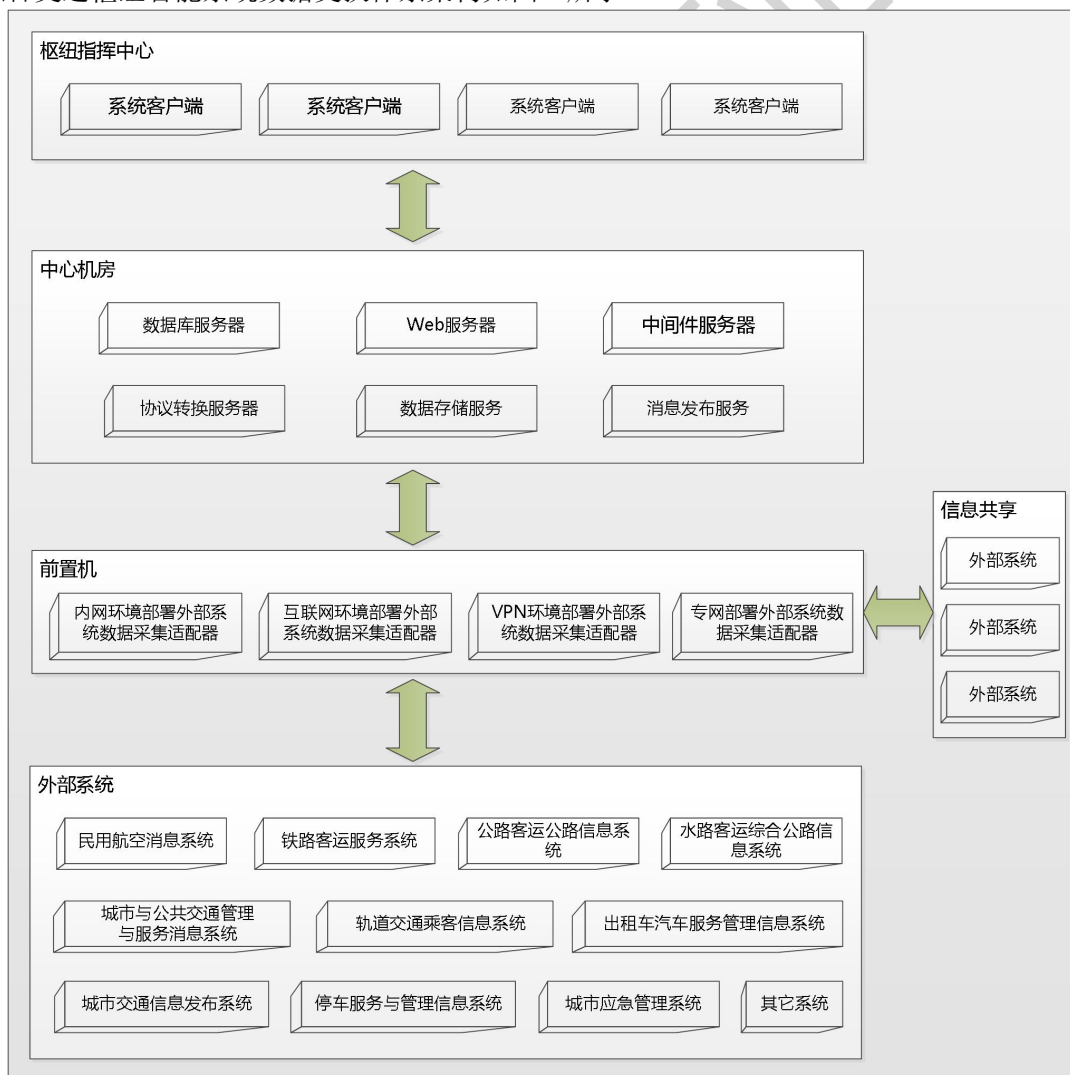 枢纽指挥中心
系统客户端
系统客户端
系统客户端
系统客户端
中心机房
数据库服务器
Web服务器
中间件服务器
协议转换服务器
数据存储服务
消息发布服务
前置机
内网环境部署外部系
统数据采集适配器
互联网环境部署外部
系统数据采集适配器
VPN环境部署外部系
统数据采集适配器
专网部署外部系统数
据采集适配器
信息共享
外部系统
外部系统
外部系统
外部系统
民用航空消息系统
铁路客运服务系统
公路客运公路信息系
统
水路客运综合公路信
息系统
城市与公共交通管理
与服务消息系统
轨道交通乘客信息系统
出租车汽车服务管理信息系统
城市交通信息发布系统
停车服务与管理信息系统
城市应急管理系统
其它系统